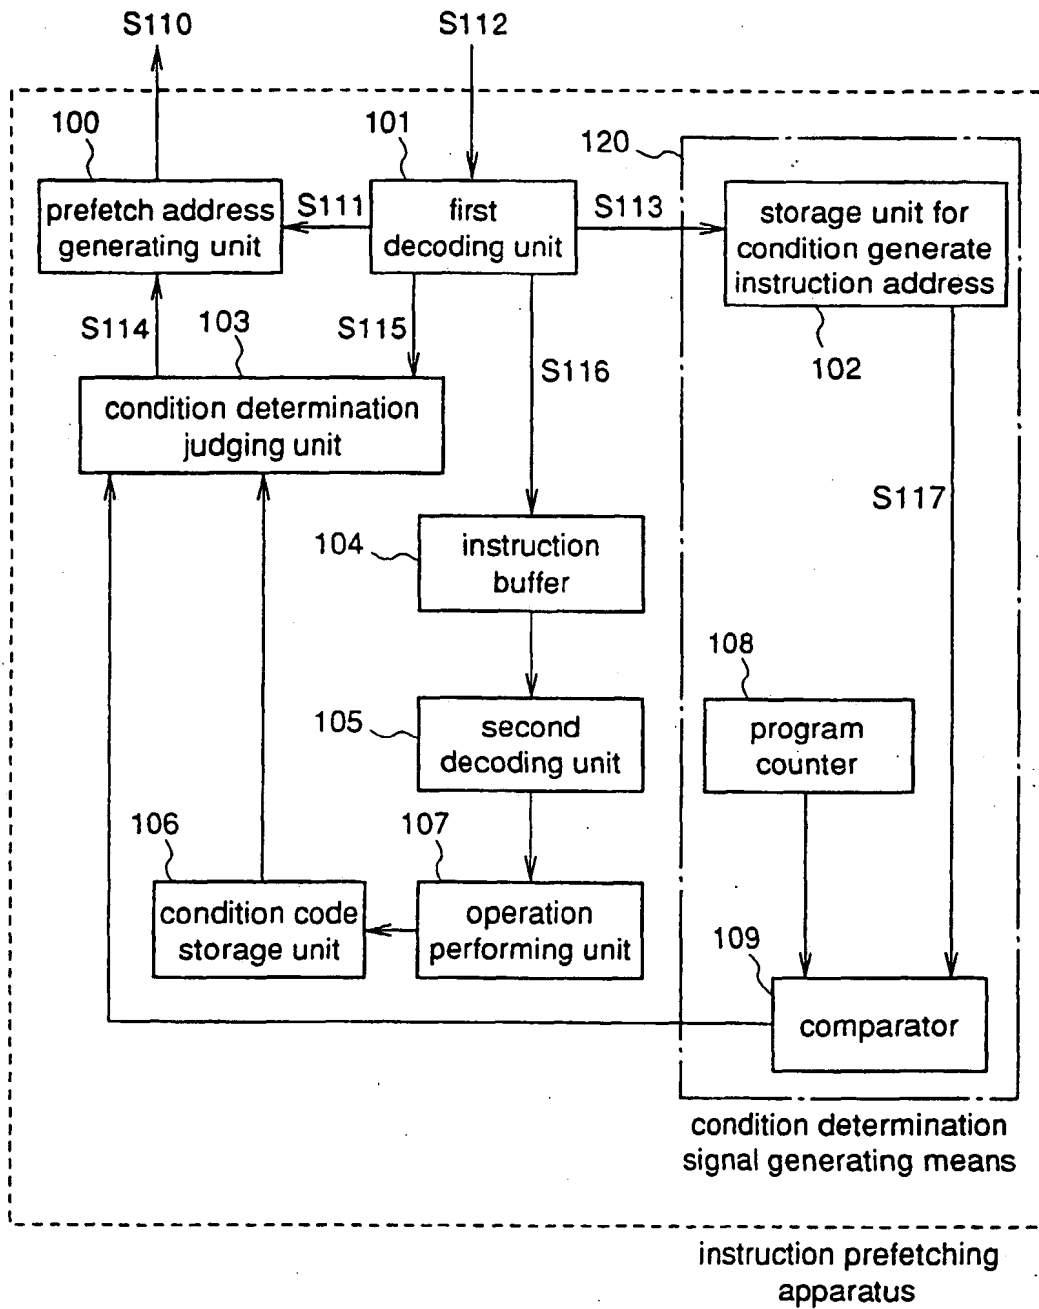 S110
S112
100
101
120
prefetch address
generating unit
S111
first
decoding unit
S113
storage unit for
condition generate
instruction address
S114
103
S115
S116
102
condition determination
judging unit
S117
104
instruction
buffer
108
105
second
decoding unit
program
counter
106
107
condition code
storage unit
operation
performing unit
109
comparator
condition determination
signal generating means
instruction prefetching
apparatus